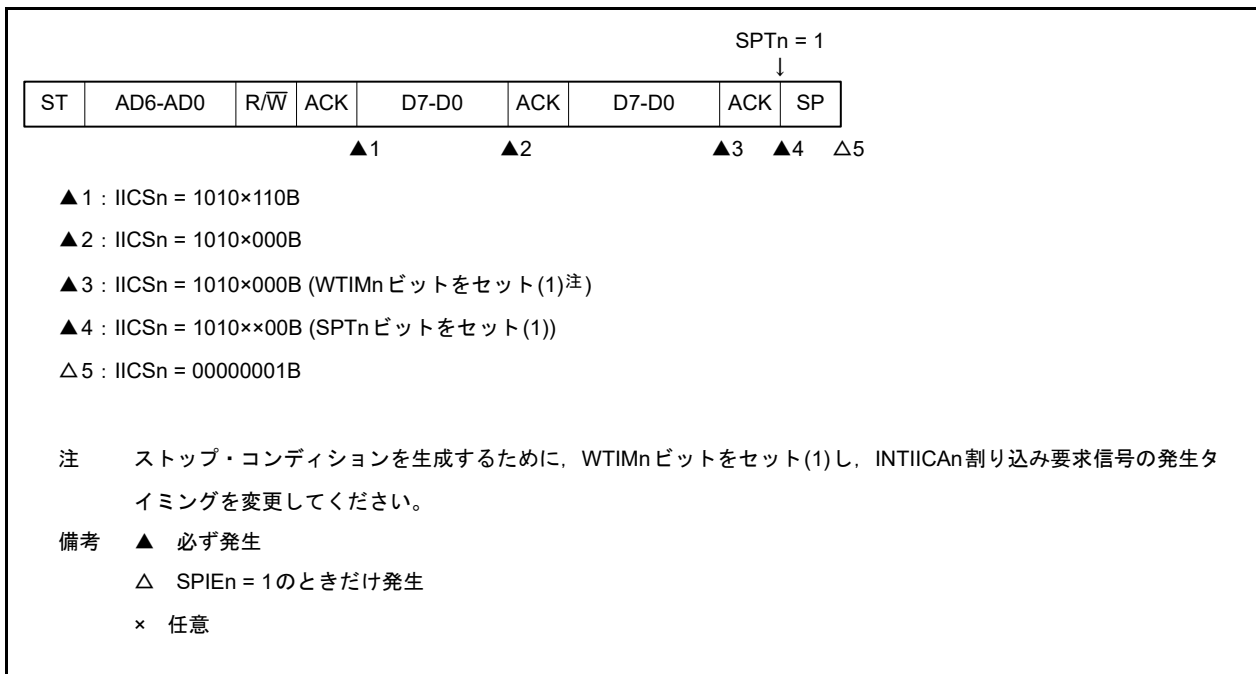 SPTn = 1
↓
ST AD6-AD0 R/W̅ ACK D7-D0 ACK D7-D0 ACK SP
▲1 ▲2 ▲3 ▲4 △5
▲1：IICSn = 1010×110B
▲2：IICSn = 1010×000B
▲3：IICSn = 1010×000B (WTIMnビットをセット(1)注)
▲4：IICSn = 1010××00B (SPTnビットをセット(1))
△5：IICSn = 00000001B
注 ストップ・コンディションを生成するために，WTIMnビットをセット(1)し，INTIICAn割り込み要求信号の発生タ
イミングを変更してください。
備考 ▲ 必ず発生
△ SPIEn = 1のときだけ発生
× 任意